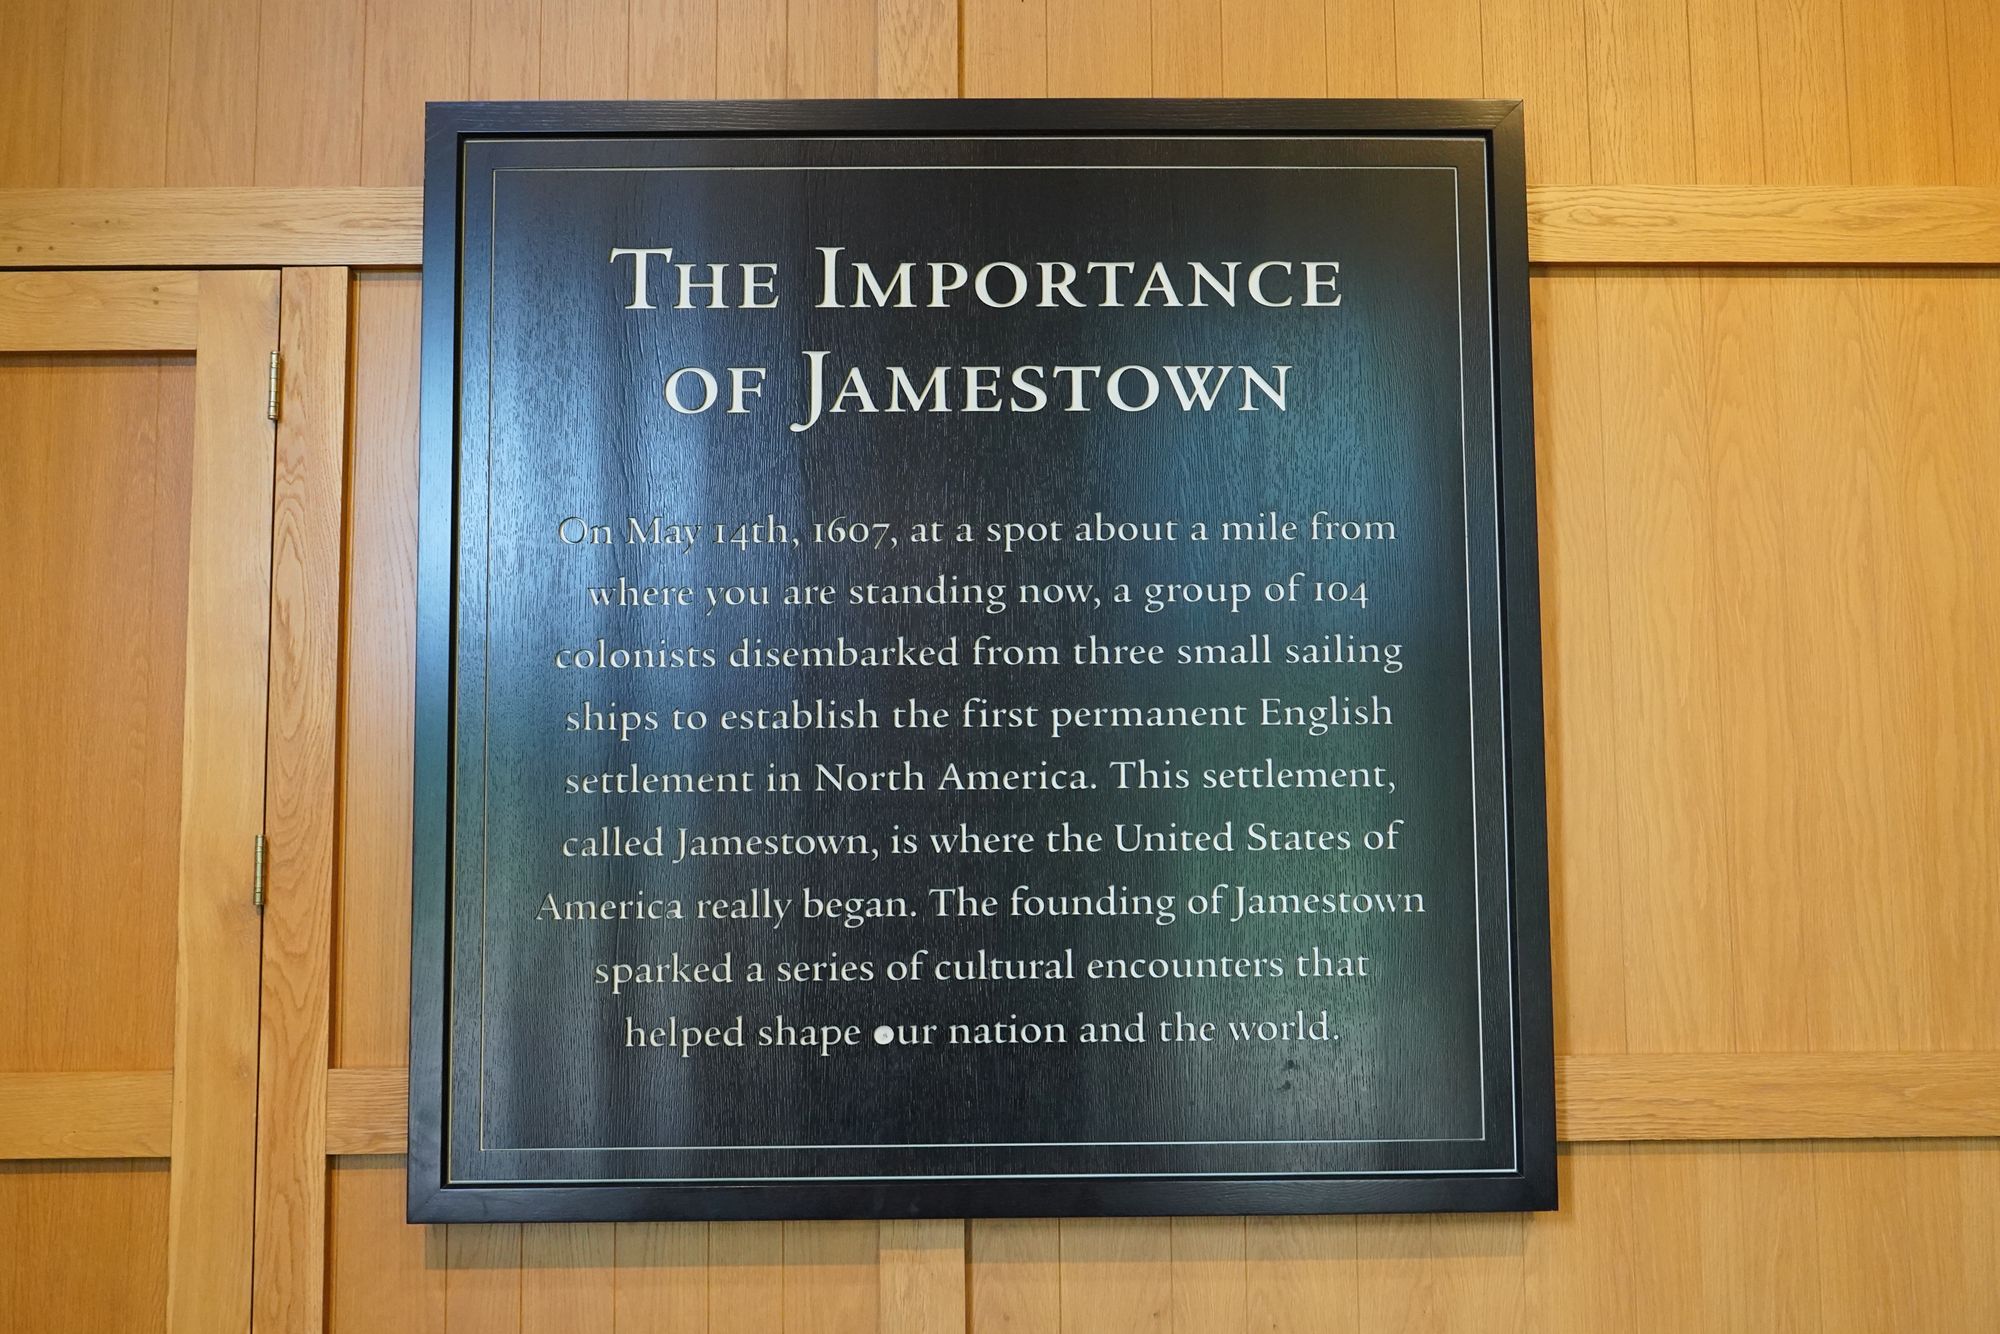 The Importance
of Jamestown
On May 14th, 1607, at a spot about a mile from
where you are standing now, a group of 104
colonists disembarked from three small sailing
ships to establish the first permanent English
settlement in North America. This settlement,
called Jamestown, is where the United States of
America really began. The founding of Jamestown
sparked a series of cultural encounters that
helped shape our nation and the world.